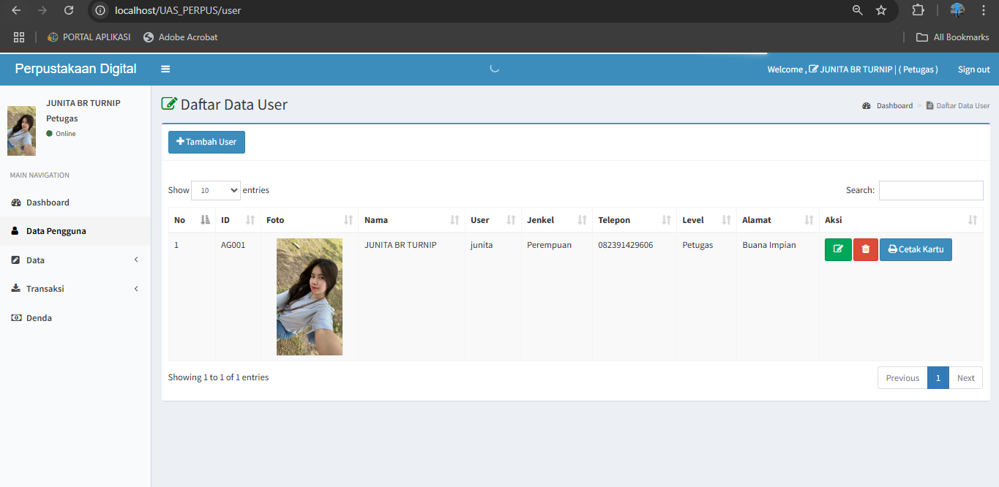 localhost/UAS_PERPUS/user
PORTAL APLIKASI Adobe Acrobat All Bookmarks
Perpustakaan Digital Welcome , JUNITA BR TURNIP | ( Petugas ) Sign out
JUNITA BR TURNIP
Petugas
Online
MAIN NAVIGATION
Dashboard
Data Pengguna
Data
Transaksi
Denda
Daftar Data User Dashboard > Daftar Data User
Tambah User
Show 10 entries Search:
No ID Foto Nama User Jenkel Telepon Level Alamat Aksi
1 AG001 JUNITA BR TURNIP junita Perempuan 082391429606 Petugas Buana Impian Cetak Kartu
Showing 1 to 1 of 1 entries Previous 1 Next